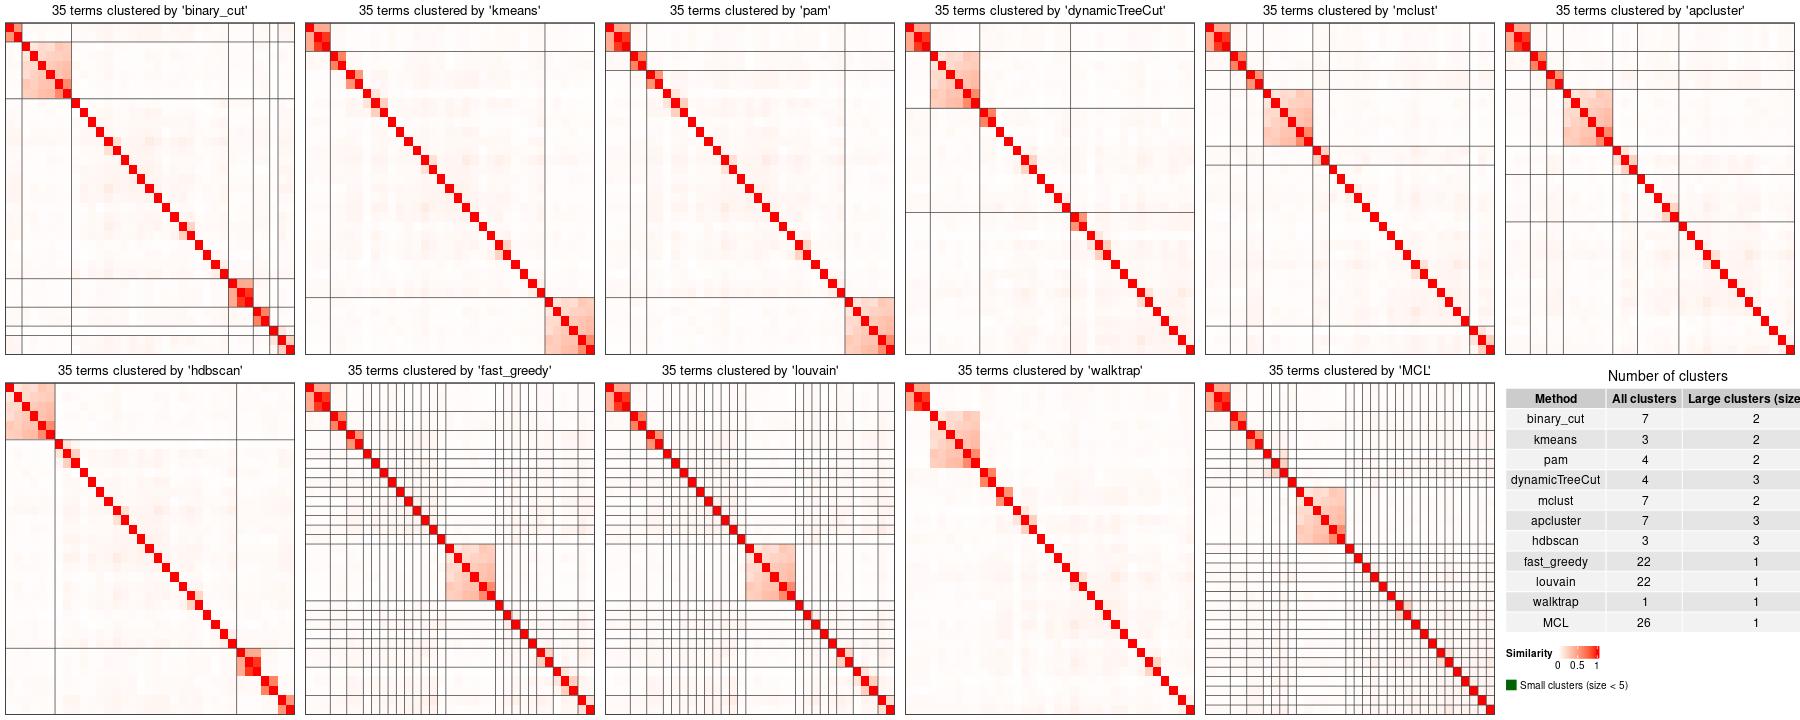 35 terms clustered by 'binary_cut'
35 terms clustered by 'kmeans'
35 terms clustered by 'pam'
35 terms clustered by 'dynamicTreeCut'
35 terms clustered by 'mclust'
35 terms clustered by 'apcluster'
35 terms clustered by 'hdbscan'
35 terms clustered by 'fast_greedy'
35 terms clustered by 'louvain'
35 terms clustered by 'walktrap'
35 terms clustered by 'MCL'
Number of clusters
Method All clusters Large clusters (size
binary_cut 7 2
kmeans 3 2
pam 4 2
dynamicTreeCut 4 3
mclust 7 2
apcluster 7 3
hdbscan 3 3
fast_greedy 22 1
louvain 22 1
walktrap 1 1
MCL 26 1
Similarity
0 0.5 1
Small clusters (size < 5)